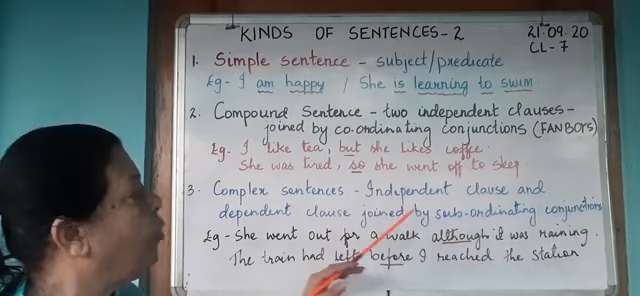 KINDS OF SENTENCES-2
21·09·20
CL-7
1. Simple sentence - subject/predicate
Eg- I am happy / She is learning to swim.
2. Compound Sentence - two independent clauses-
joined by co-ordinating conjunctions (FANBOYS)
Eg. I like tea, but she likes coffee.
She was tired, so she went off to sleep.
3. Complex sentences - Independent clause and
dependent clause joined by sub-ordinating conjunctions
Eg- She went out for a walk although it was raining.
The train had left before I reached the station